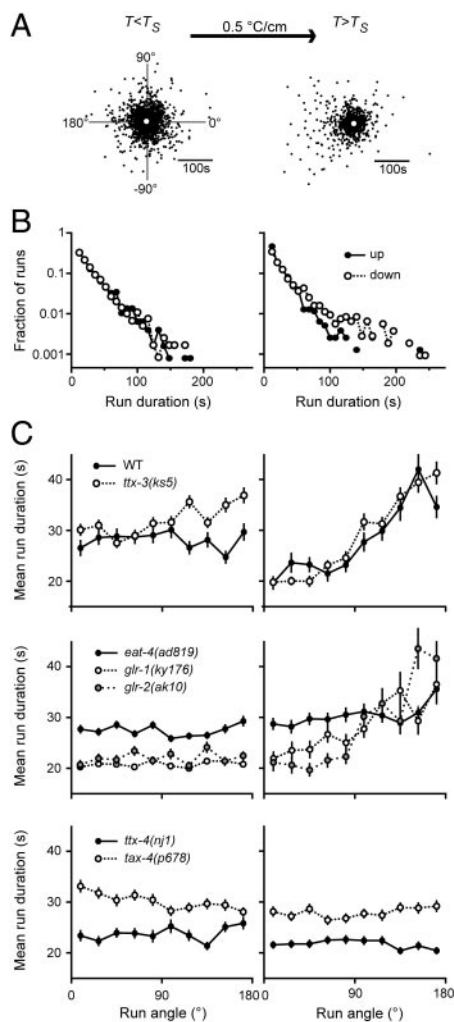 A
T<T_S
0.5 °C/cm
T>T_S
90°
180°
0°
-90°
100s
100s
B
Fraction of runs
1
0.1
0.01
0.001
0 100 200
Run duration (s)
up
down
0 100 200
Run duration (s)
C
Mean run duration (s)
40
30
20
WT
ttx-3(ks5)
Mean run duration (s)
40
30
20
eat-4(ad819)
glr-1(ky176)
glr-2(ak10)
Mean run duration (s)
40
30
20
ttx-4(nj1)
tax-4(p678)
0 90 180
Run angle (°)
90 180
Run angle (°)